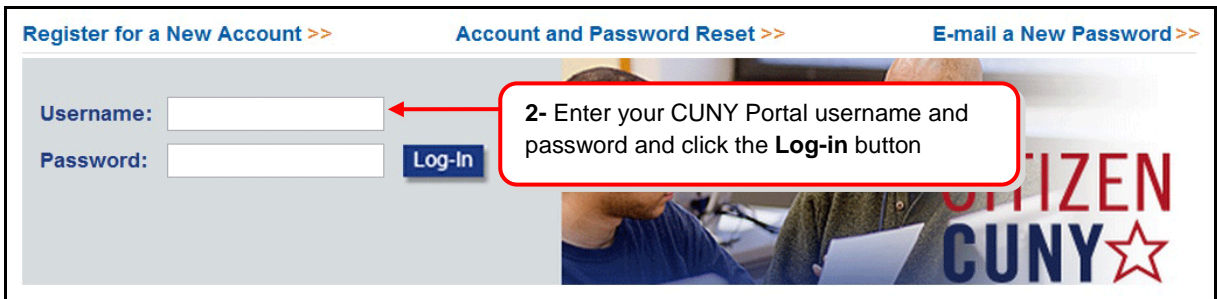 Register for a New Account >> Account and Password Reset >> E-mail a New Password >>
Username:
2- Enter your CUNY Portal username and
password and click the Log-in button
Password:
Log-In
CITIZEN
CUNY